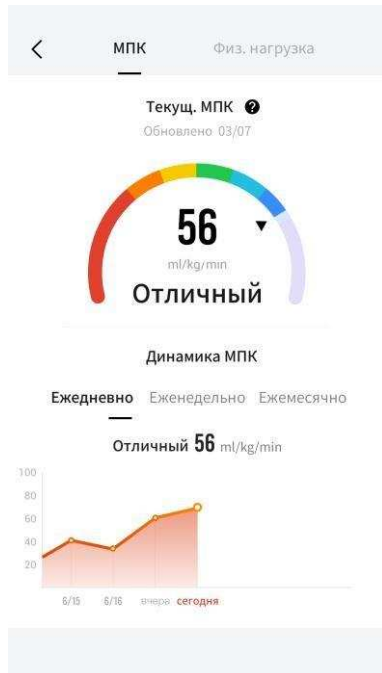 МПК Физ. нагрузка
Текущ. МПК ?
Обновлено 03/07
56
ml/kg/min
Отличный
Динамика МПК
Ежедневно Еженедельно Ежемесячно
Отличный 56 ml/kg/min
100
80
60
40
20
6/15 6/16 вчера сегодня